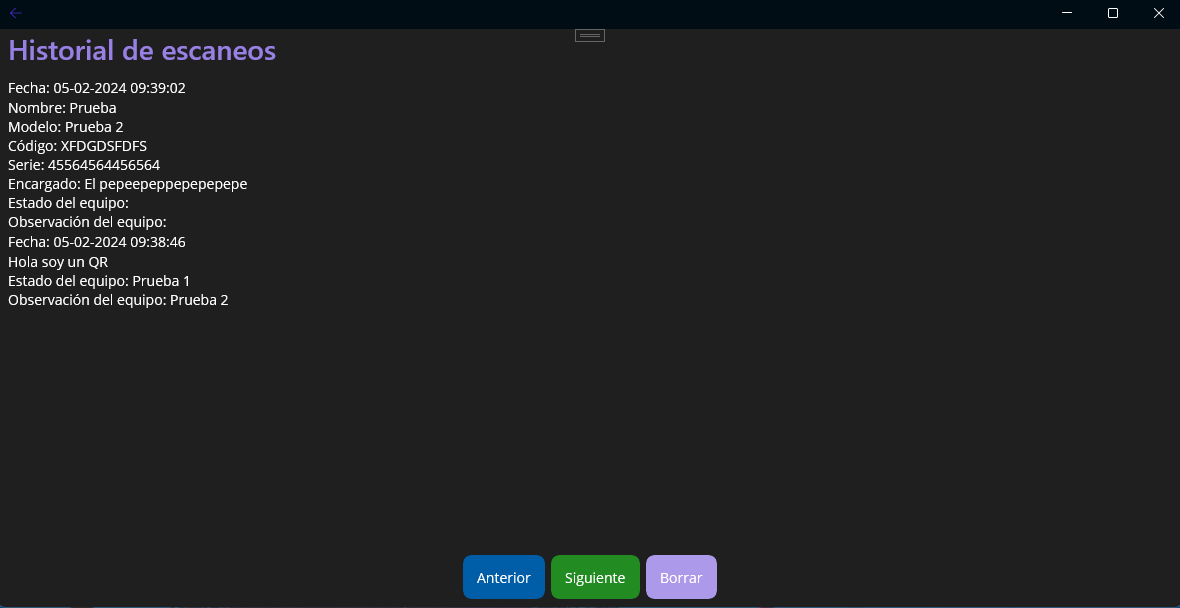 Historial de escaneos
Fecha: 05-02-2024 09:39:02
Nombre: Prueba
Modelo: Prueba 2
Código: XFDGDSFDFS
Serie: 45564564456564
Encargado: El pepeepeppepepepepe
Estado del equipo:
Observación del equipo:
Fecha: 05-02-2024 09:38:46
Hola soy un QR
Estado del equipo: Prueba 1
Observación del equipo: Prueba 2
Anterior
Siguiente
Borrar